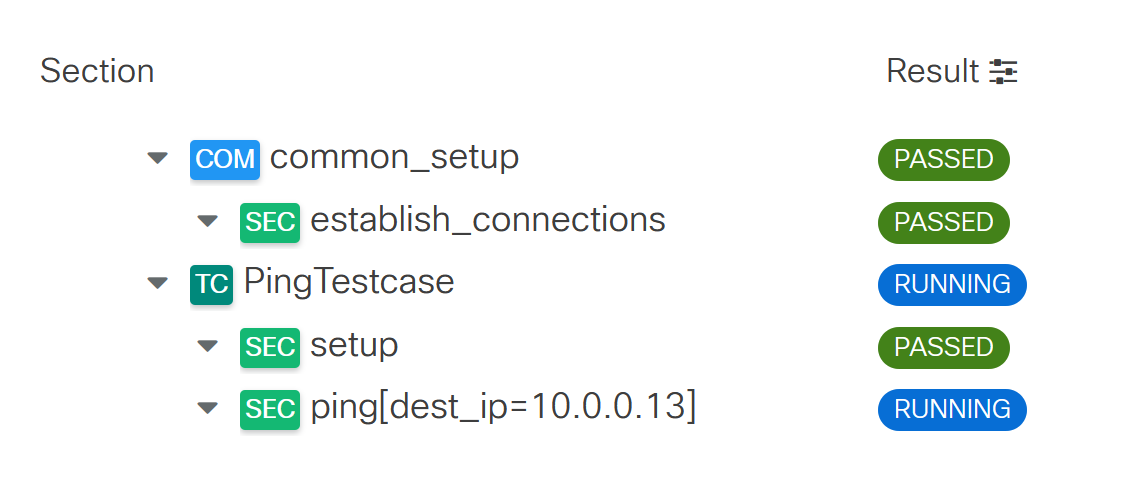 Section Result
COM common_setup PASSED
SEC establish_connections PASSED
TC PingTestcase RUNNING
SEC setup PASSED
SEC ping[dest_ip=10.0.0.13] RUNNING